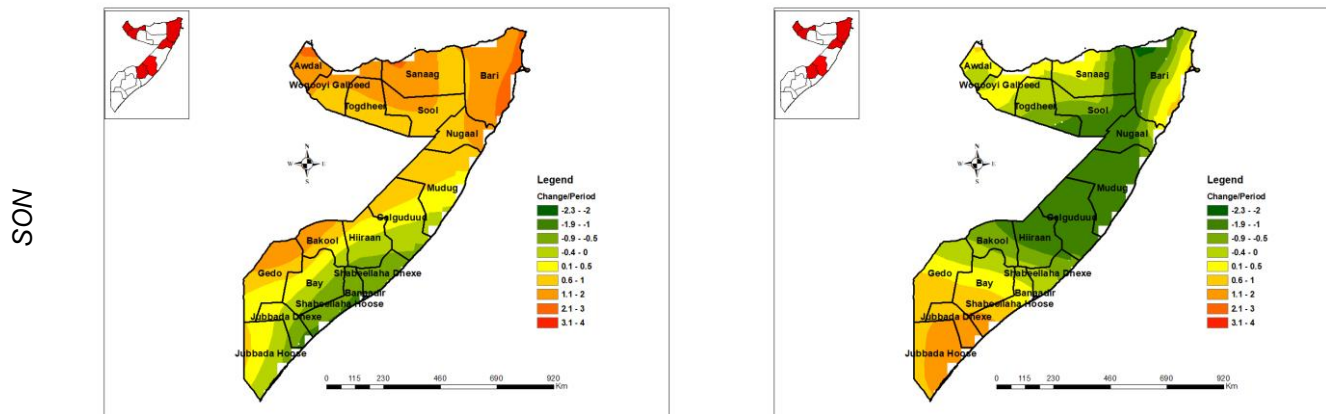 SON
Awdal
Woqooyi Galbeed
Togdheer
Sanaag
Sool
Bari
Nugaal
Mudug
Galguduud
Hiiraan
Bakool
Gedo
Bay
Shabeellaha Dhexe
Banaadir
Shabeellaha Hoose
Jubbada Dhexe
Jubbada Hoose
N
W E
S
Legend
Change/Period
-2.3 - -2
-1.9 - -1
-0.9 - -0.5
-0.4 - 0
0.1 - 0.5
0.6 - 1
1.1 - 2
2.1 - 3
3.1 - 4
0 115 230 460 690 920
Km
Awdal
Woqooyi Galbeed
Togdheer
Sanaag
Sool
Bari
Nugaal
Mudug
Galguduud
Hiiraan
Bakool
Gedo
Bay
Shabeellaha Dhexe
Banaadir
Shabeellaha Hoose
Jubbada Dhexe
Jubbada Hoose
N
W E
S
Legend
Change/Period
-2.3 - -2
-1.9 - -1
-0.9 - -0.5
-0.4 - 0
0.1 - 0.5
0.6 - 1
1.1 - 2
2.1 - 3
3.1 - 4
0 115 230 460 690 920
Km